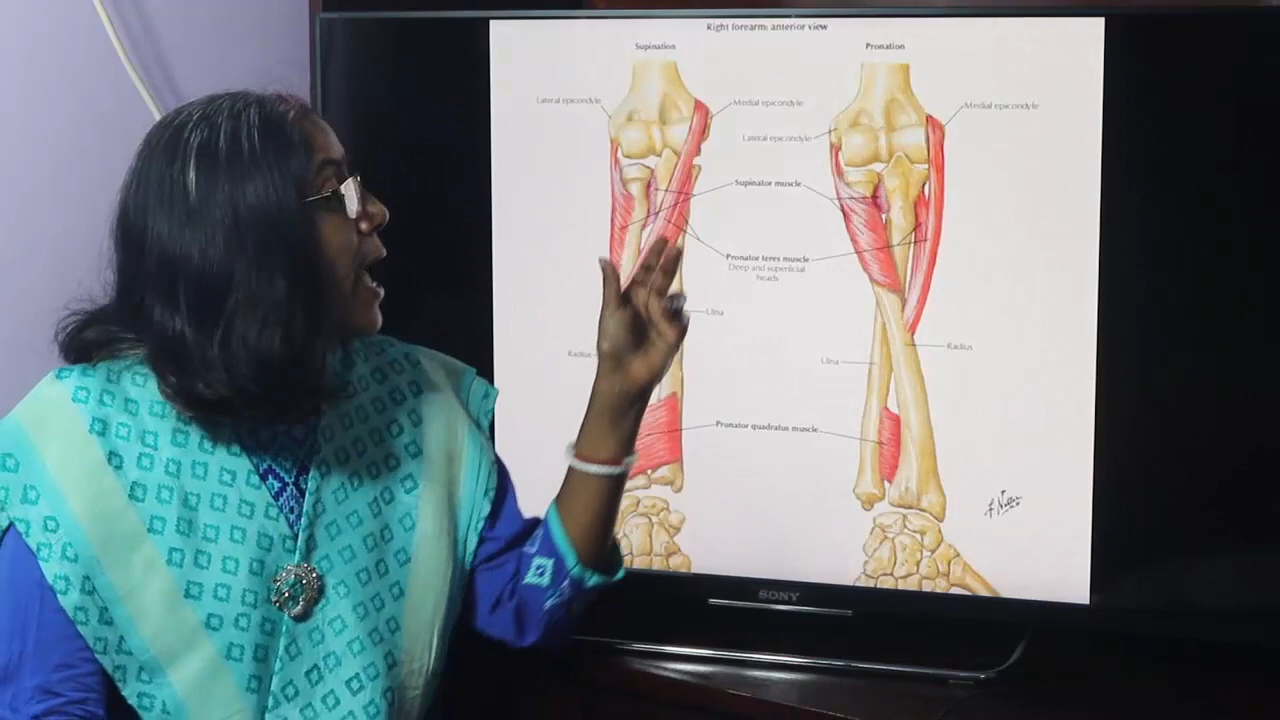 Right forearm: anterior view
Supination
Pronation
Lateral epicondyle
Medial epicondyle
Medial epicondyle
Lateral epicondyle
Supinator muscle
Pronator teres muscle
Deep and superficial
heads
Ulna
Radius
Radius
Ulna
Pronator quadratus muscle
F. Netter
SONY